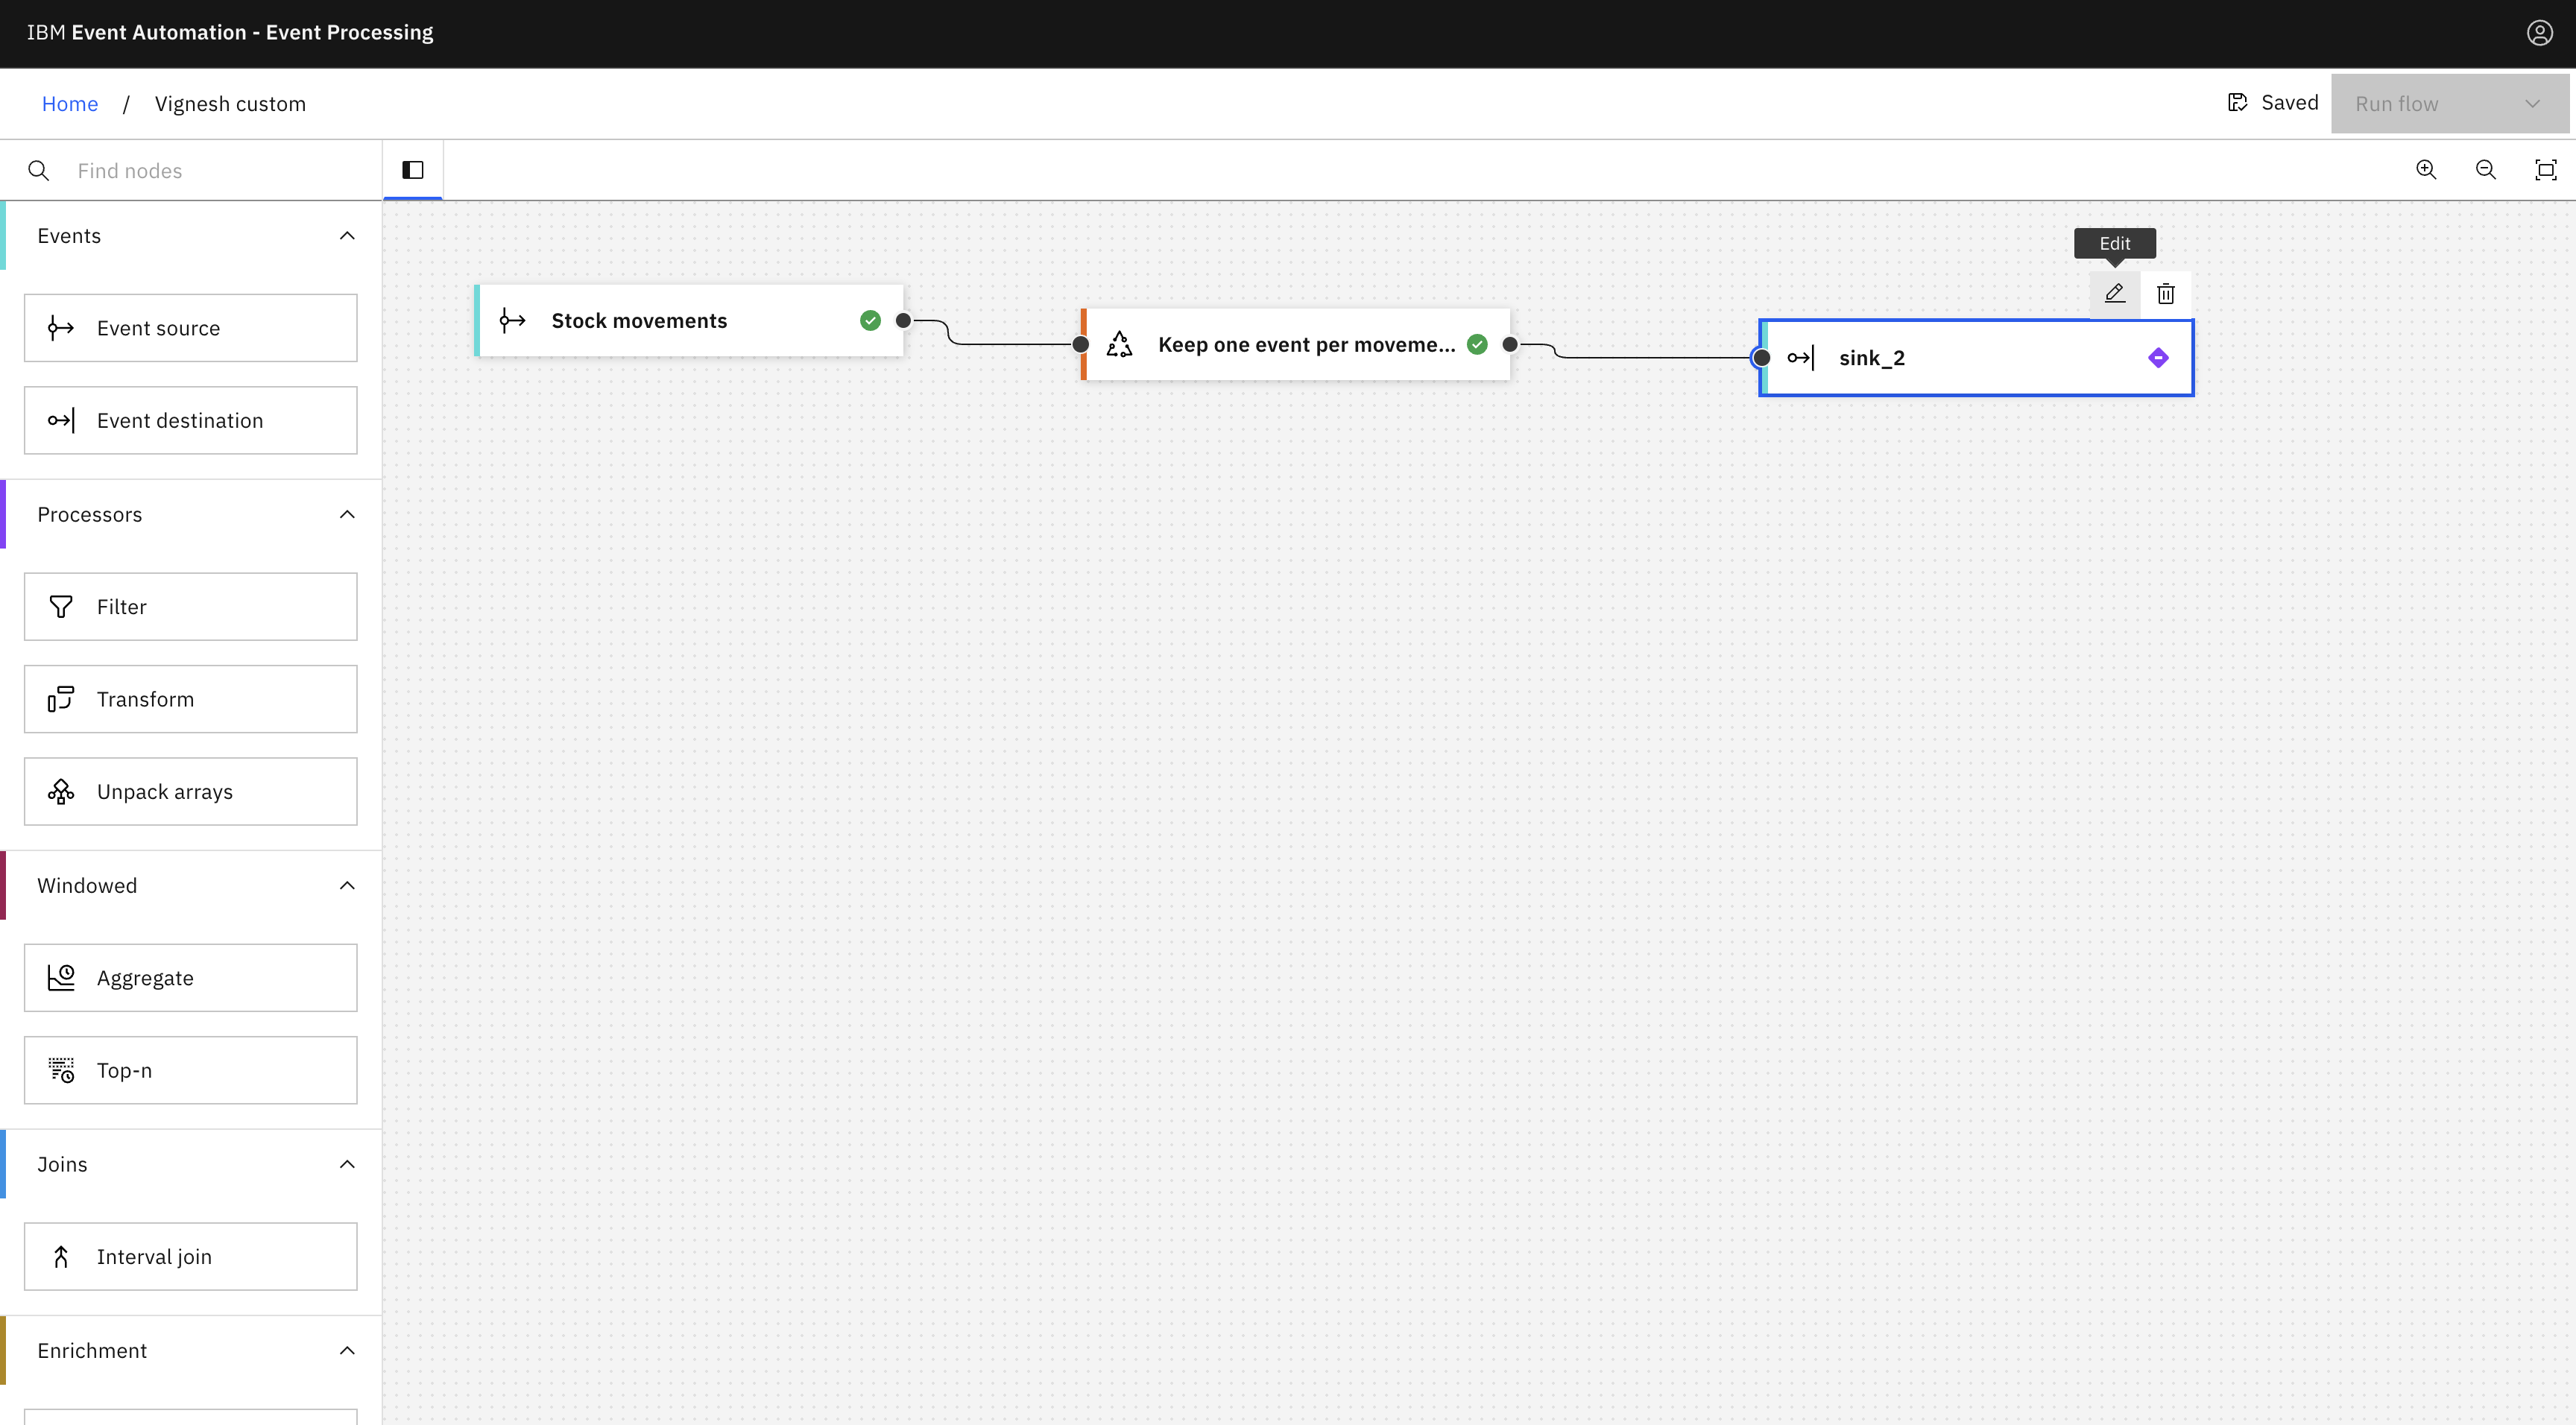 IBM Event Automation - Event Processing
Home / Vignesh custom
Saved
Run flow
Find nodes
Events
Event source
Event destination
Processors
Filter
Transform
Unpack arrays
Windowed
Aggregate
Top-n
Joins
Interval join
Enrichment
Stock movements
Keep one event per moveme...
Edit
sink_2